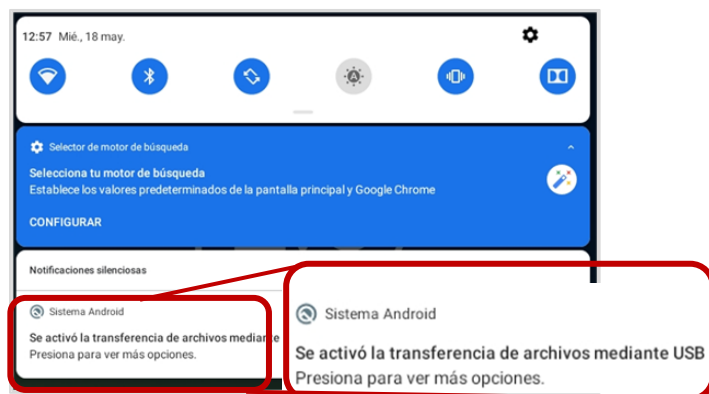 12:57 Mié., 18 may.
Selector de motor de búsqueda
Selecciona tu motor de búsqueda
Establece los valores predeterminados de la pantalla principal y Google Chrome
CONFIGURAR
Notificaciones silenciosas
Sistema Android
Se activó la transferencia de archivos mediante
Presiona para ver más opciones.
Sistema Android
Se activó la transferencia de archivos mediante USB
Presiona para ver más opciones.